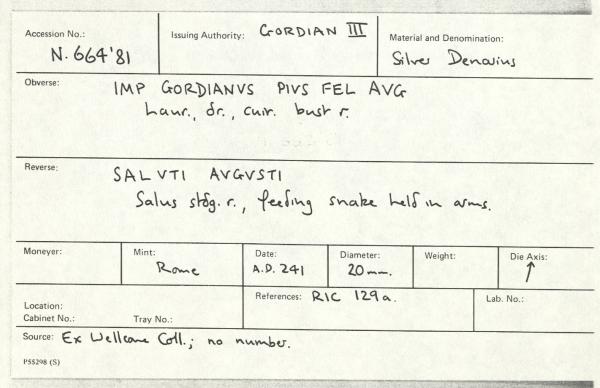 Accession No.: N.664'81
Issuing Authority: GORDIAN III
Material and Denomination: Silver Denarius
Obverse: IMP GORDIANVS PIVS FEL AVG
Laur., dr., cuir. bust r.
Reverse: SALVTI AVGVSTI
Salus stdg. r., feeding snake held in arms.
Moneyer:
Mint: Rome
Date: A.D. 241
Diameter: 20mm.
Weight:
Die Axis: ↑
Location:
Cabinet No.: Tray No.:
References: RIC 129a.
Lab. No.:
Source: Ex Wellcome Coll.; no number.
P55298 (S)